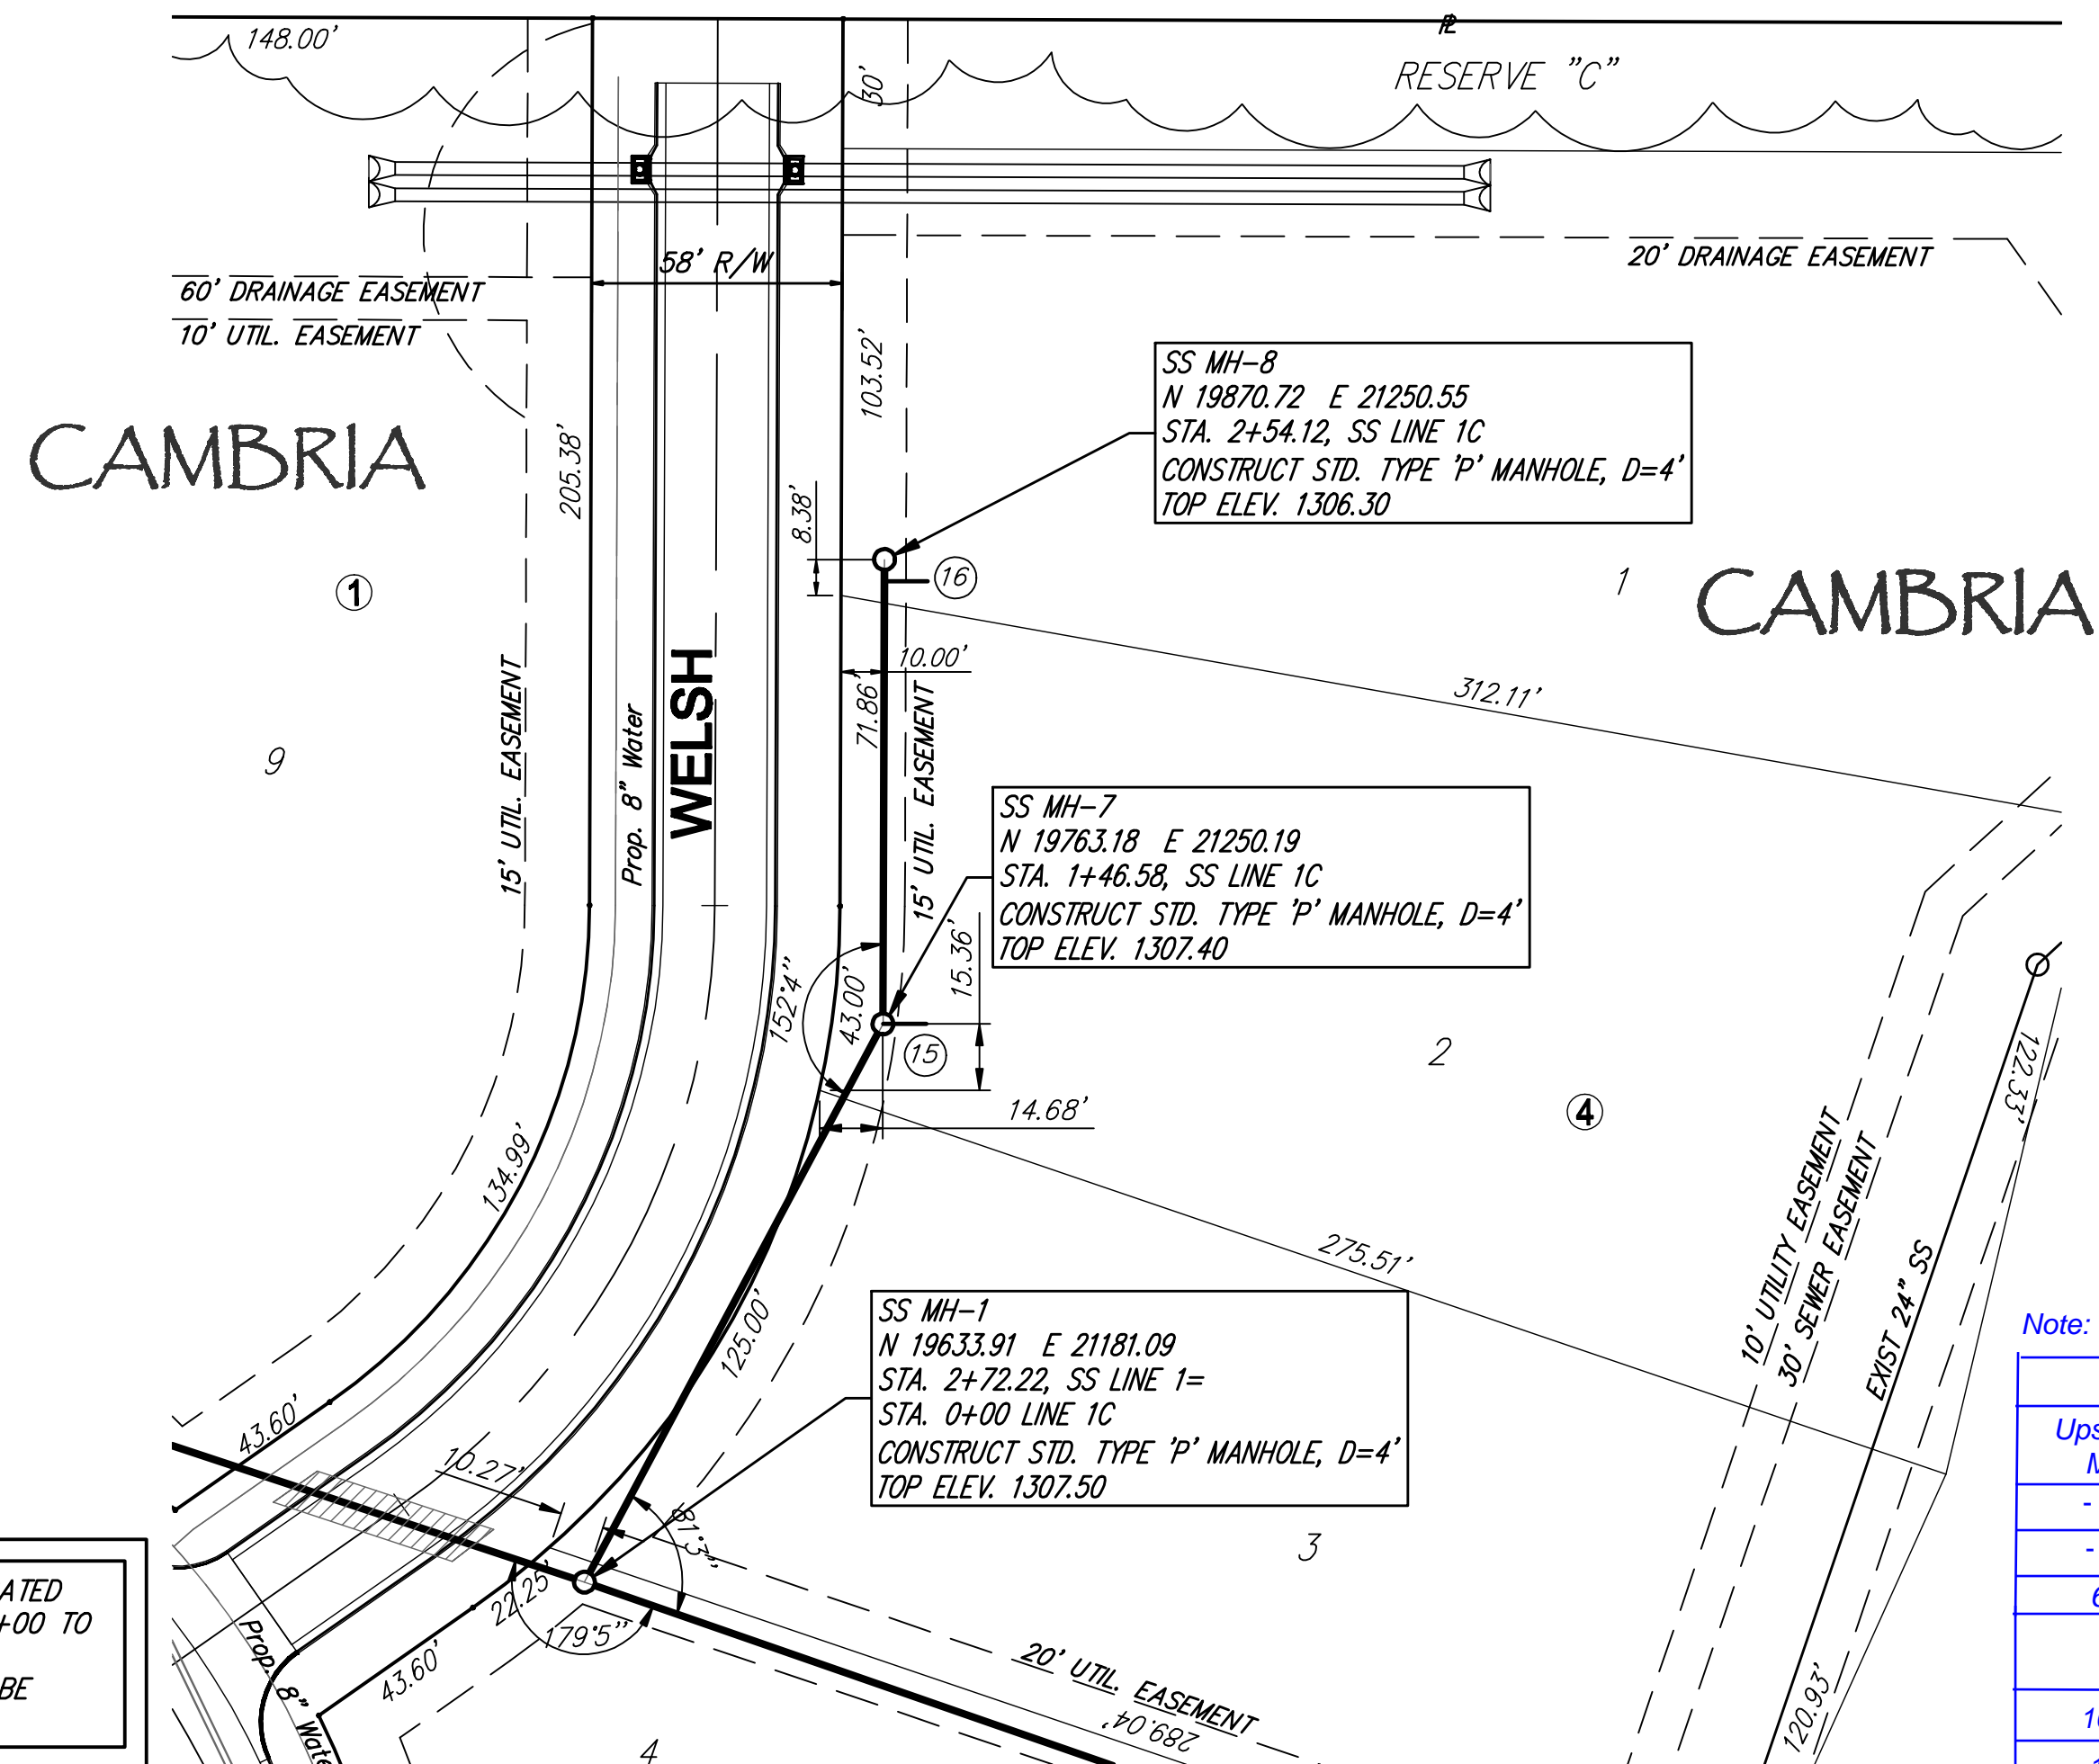 148.00'
30'
PL
RESERVE "C"
58' R/W
20' DRAINAGE EASEMENT
60' DRAINAGE EASEMENT
10' UTIL. EASEMENT
103.52'
SS MH-8
N 19870.72 E 21250.55
STA. 2+54.12, SS LINE 1C
CONSTRUCT STD. TYPE 'P' MANHOLE, D=4'
TOP ELEV. 1306.30
CAMBRIA
205.38'
8.38'
16
1
1
CAMBRIA
10.00'
312.11'
71.86'
15' UTIL. EASEMENT
9
15' UTIL. EASEMENT
Prop. 8" Water
WELSH
SS MH-7
N 19763.18 E 21250.19
STA. 1+46.58, SS LINE 1C
CONSTRUCT STD. TYPE 'P' MANHOLE, D=4'
TOP ELEV. 1307.40
15.36'
152°4"
43.00'
15
2
4
14.68'
122.33'
134.99'
275.51'
10' UTILITY EASEMENT
30' SEWER EASEMENT
EXIST 24" SS
125.00'
SS MH-1
N 19633.91 E 21181.09
STA. 2+72.22, SS LINE 1=
STA. 0+00 LINE 1C
CONSTRUCT STD. TYPE 'P' MANHOLE, D=4'
TOP ELEV. 1307.50
Note:
Ups
M
-
-
6
10
43.60'
10.27'
81°3"
3
22.25'
179°5"
43.60'
20' UTIL. EASEMENT
289.04'
120.93'
Prop. 8" Wate
4
ATED
+00 TO
BE